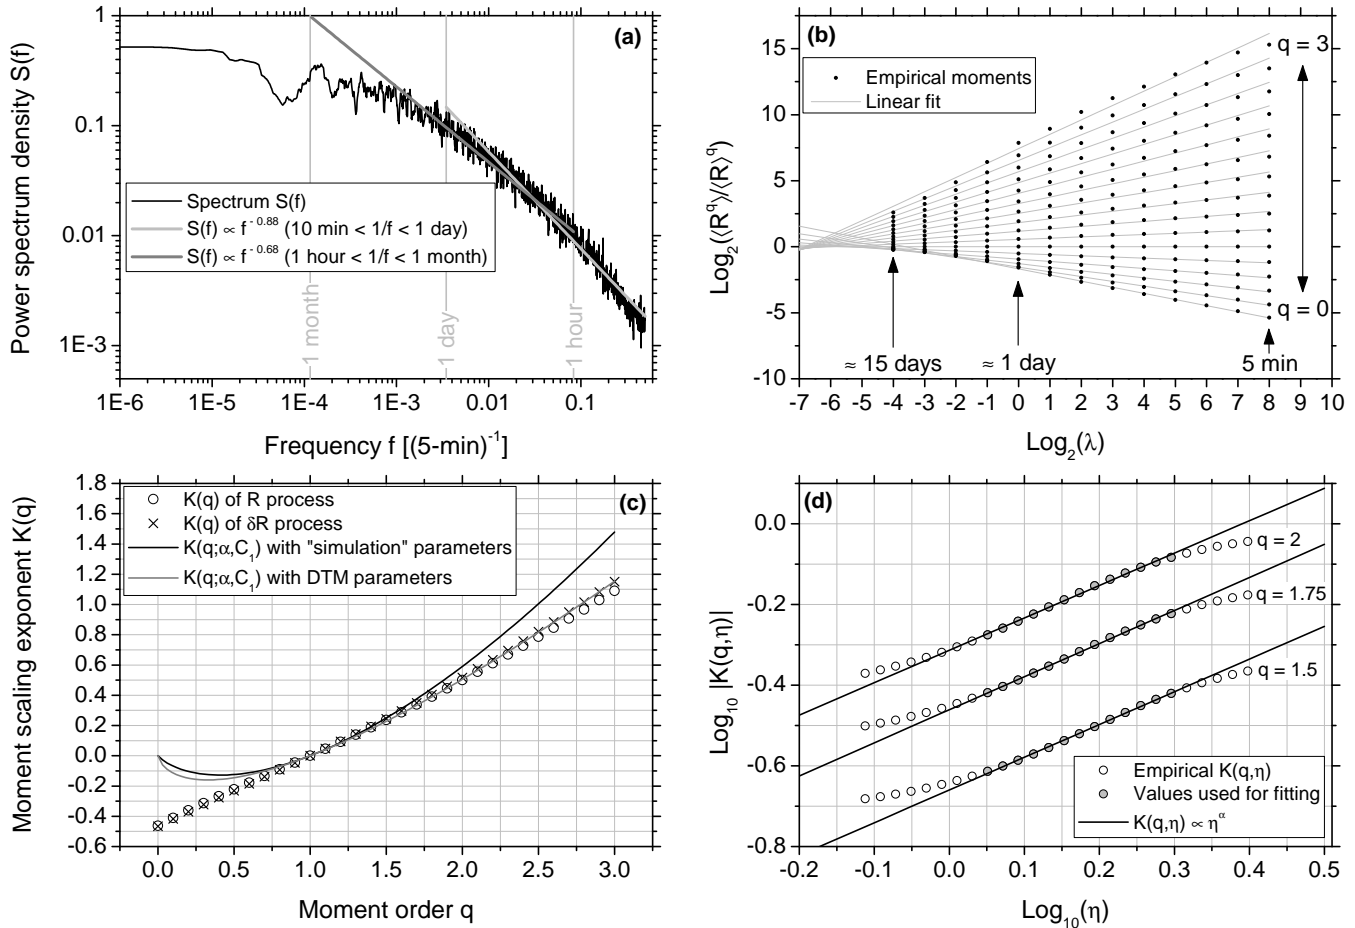 (a)
Power spectrum density S(f)
1
0.1
0.01
1E-3
Spectrum S(f)
S(f) ∝ f^-0.88 (10 min < 1/f < 1 day)
S(f) ∝ f^-0.68 (1 hour < 1/f < 1 month)
1 month
1 day
1 hour
1E-6 1E-5 1E-4 1E-3 0.01 0.1
Frequency f [(5-min)^-1]
(b)
Log2(⟨R^q⟩/⟨R⟩^q)
15
10
5
0
-5
-10
Empirical moments
Linear fit
q = 3
q = 0
≈ 15 days
≈ 1 day
5 min
-7 -6 -5 -4 -3 -2 -1 0 1 2 3 4 5 6 7 8 9 10
Log2(λ)
(c)
Moment scaling exponent K(q)
1.8
1.6
1.4
1.2
1.0
0.8
0.6
0.4
0.2
0.0
-0.2
-0.4
-0.6
K(q) of R process
K(q) of δR process
K(q;α,C1) with "simulation" parameters
K(q;α,C1) with DTM parameters
0.0 0.5 1.0 1.5 2.0 2.5 3.0
Moment order q
(d)
Log10 |K(q,η)|
0.0
-0.2
-0.4
-0.6
-0.8
q = 2
q = 1.75
q = 1.5
Empirical K(q,η)
Values used for fitting
K(q,η) ∝ η^α
-0.2 -0.1 0.0 0.1 0.2 0.3 0.4 0.5
Log10(η)